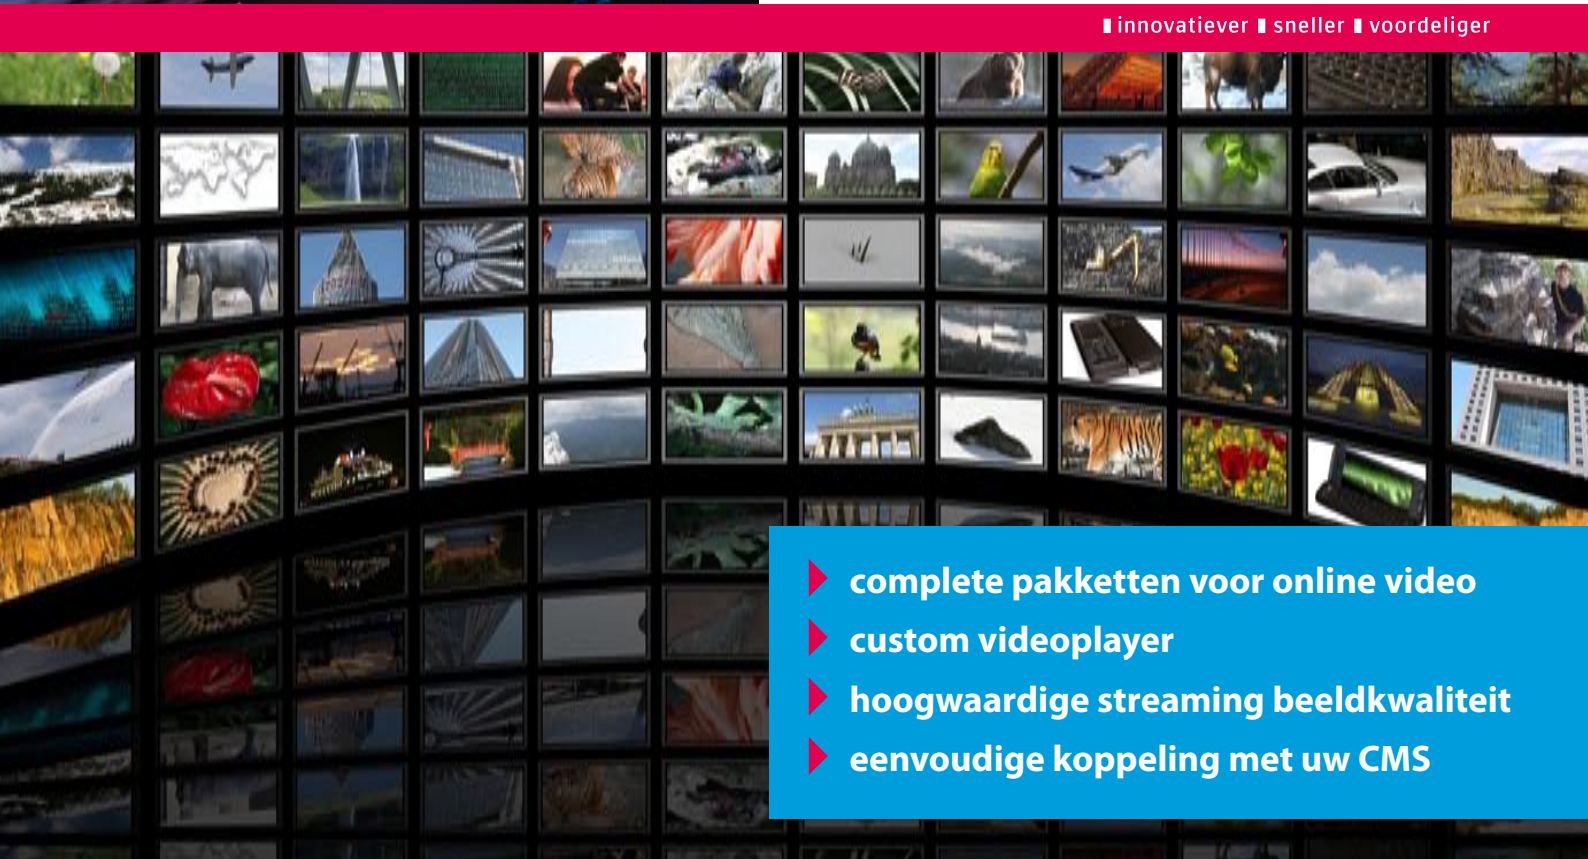 innovatiever sneller voordeliger
complete pakketten voor online video
custom videoplayer
hoogwaardige streaming beeldkwaliteit
eenvoudige koppeling met uw CMS